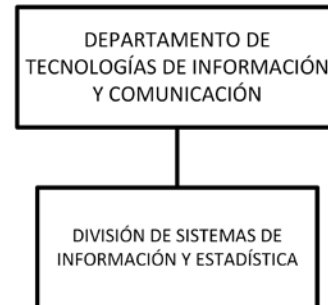 DEPARTAMENTO DE
TECNOLOGÍAS DE INFORMACIÓN
Y COMUNICACIÓN
DIVISIÓN DE SISTEMAS DE
INFORMACIÓN Y ESTADÍSTICA